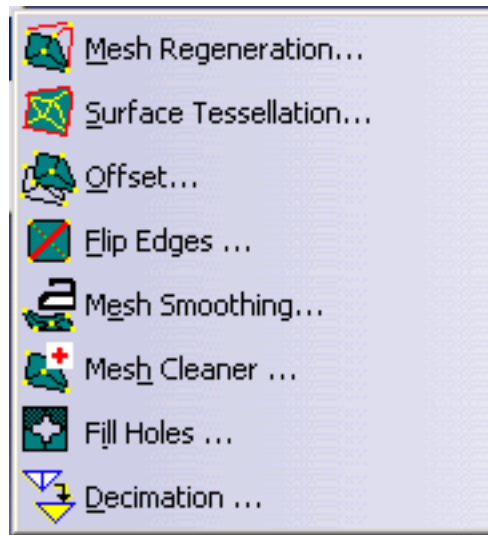 Mesh Regeneration...
Surface Tessellation...
Offset...
Flip Edges ...
Mesh Smoothing...
Mesh Cleaner ...
Fill Holes ...
Decimation ...